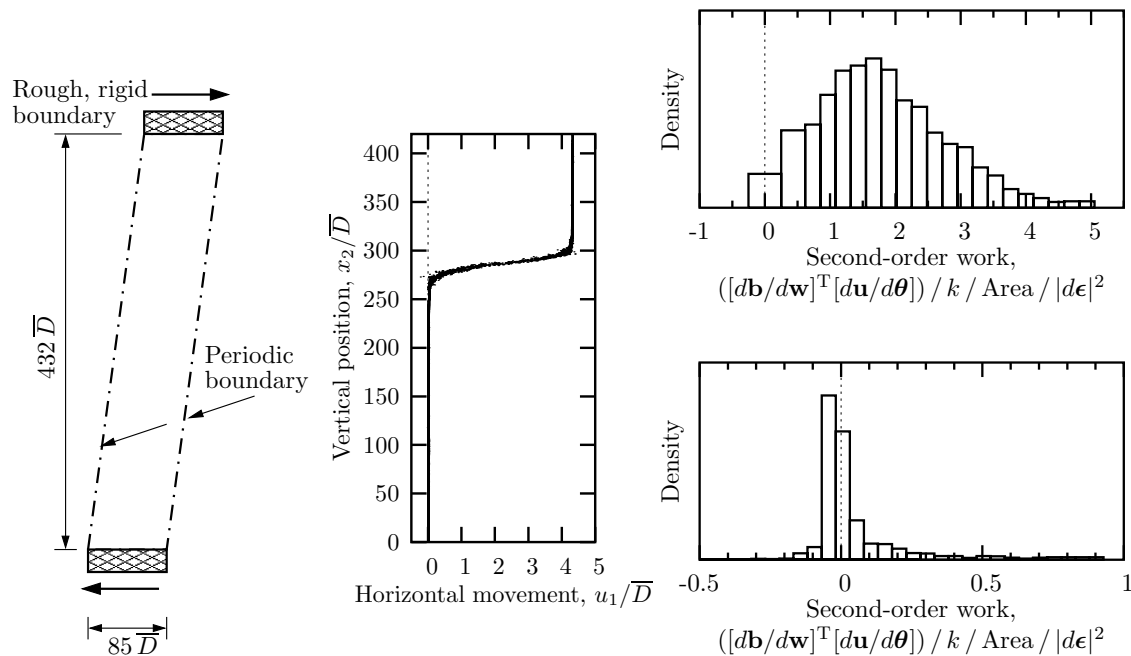 Rough, rigid
boundary
432 D̅
Periodic
boundary
85 D̅
Vertical position, x₂/D̅
400
350
300
250
200
150
100
50
0
0 1 2 3 4 5
Horizontal movement, u₁/D̅
Density
-1 0 1 2 3 4 5
Second-order work,
([db/dw]ᵀ[du/dθ]) / k / Area / |dϵ|²
Density
-0.5 0 0.5 1
Second-order work,
([db/dw]ᵀ[du/dθ]) / k / Area / |dϵ|²